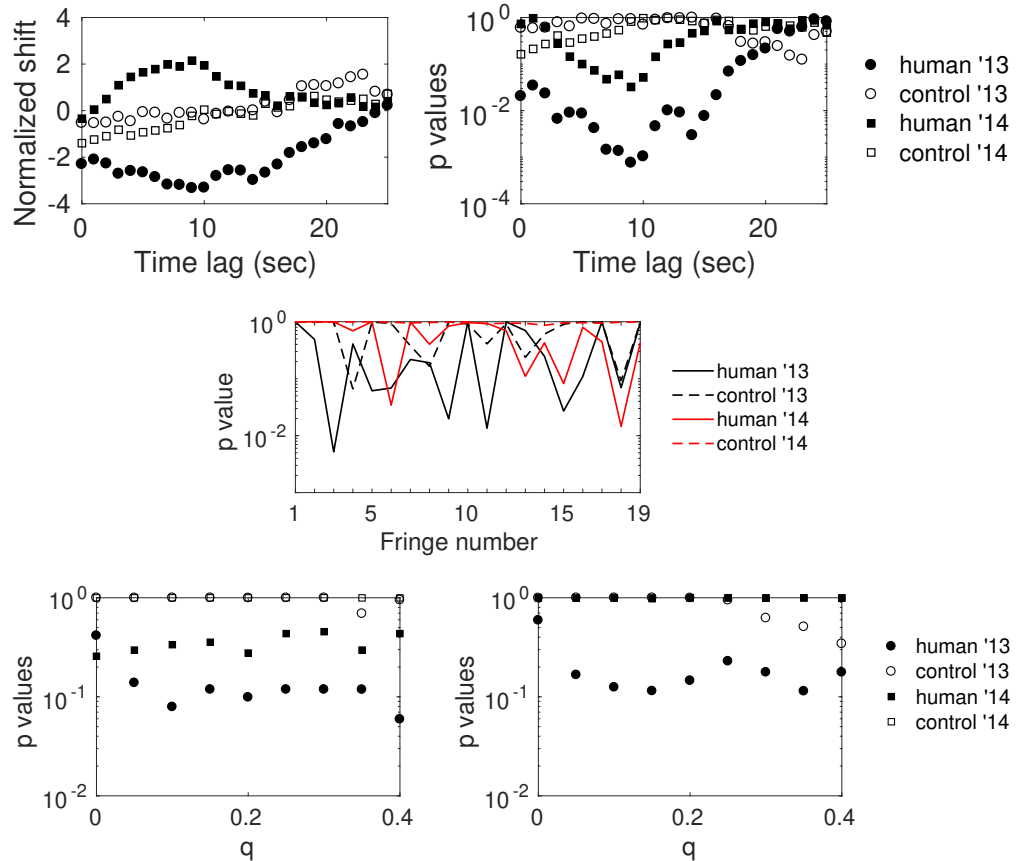 Normalized shift
4
2
0
-2
-4
0
10
20
Time lag (sec)
p values
10^0
10^-2
10^-4
0
10
20
Time lag (sec)
human '13
control '13
human '14
control '14
p value
10^0
10^-2
1
5
10
15
19
Fringe number
human '13
control '13
human '14
control '14
p values
10^0
10^-1
10^-2
0
0.2
0.4
q
p values
10^0
10^-1
10^-2
0
0.2
0.4
q
human '13
control '13
human '14
control '14